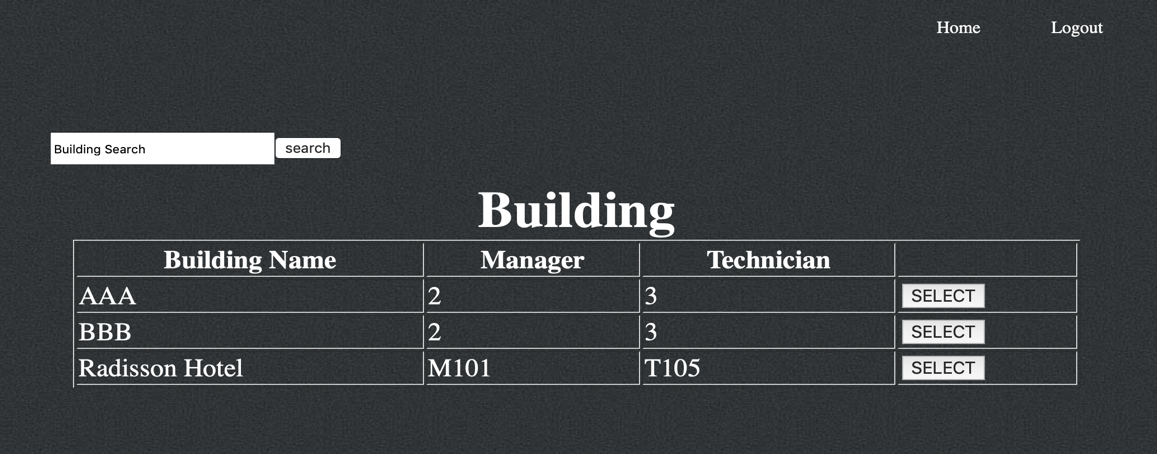 Home Logout
Building Search search
Building
Building Name Manager Technician
AAA 2 3 SELECT
BBB 2 3 SELECT
Radisson Hotel M101 T105 SELECT